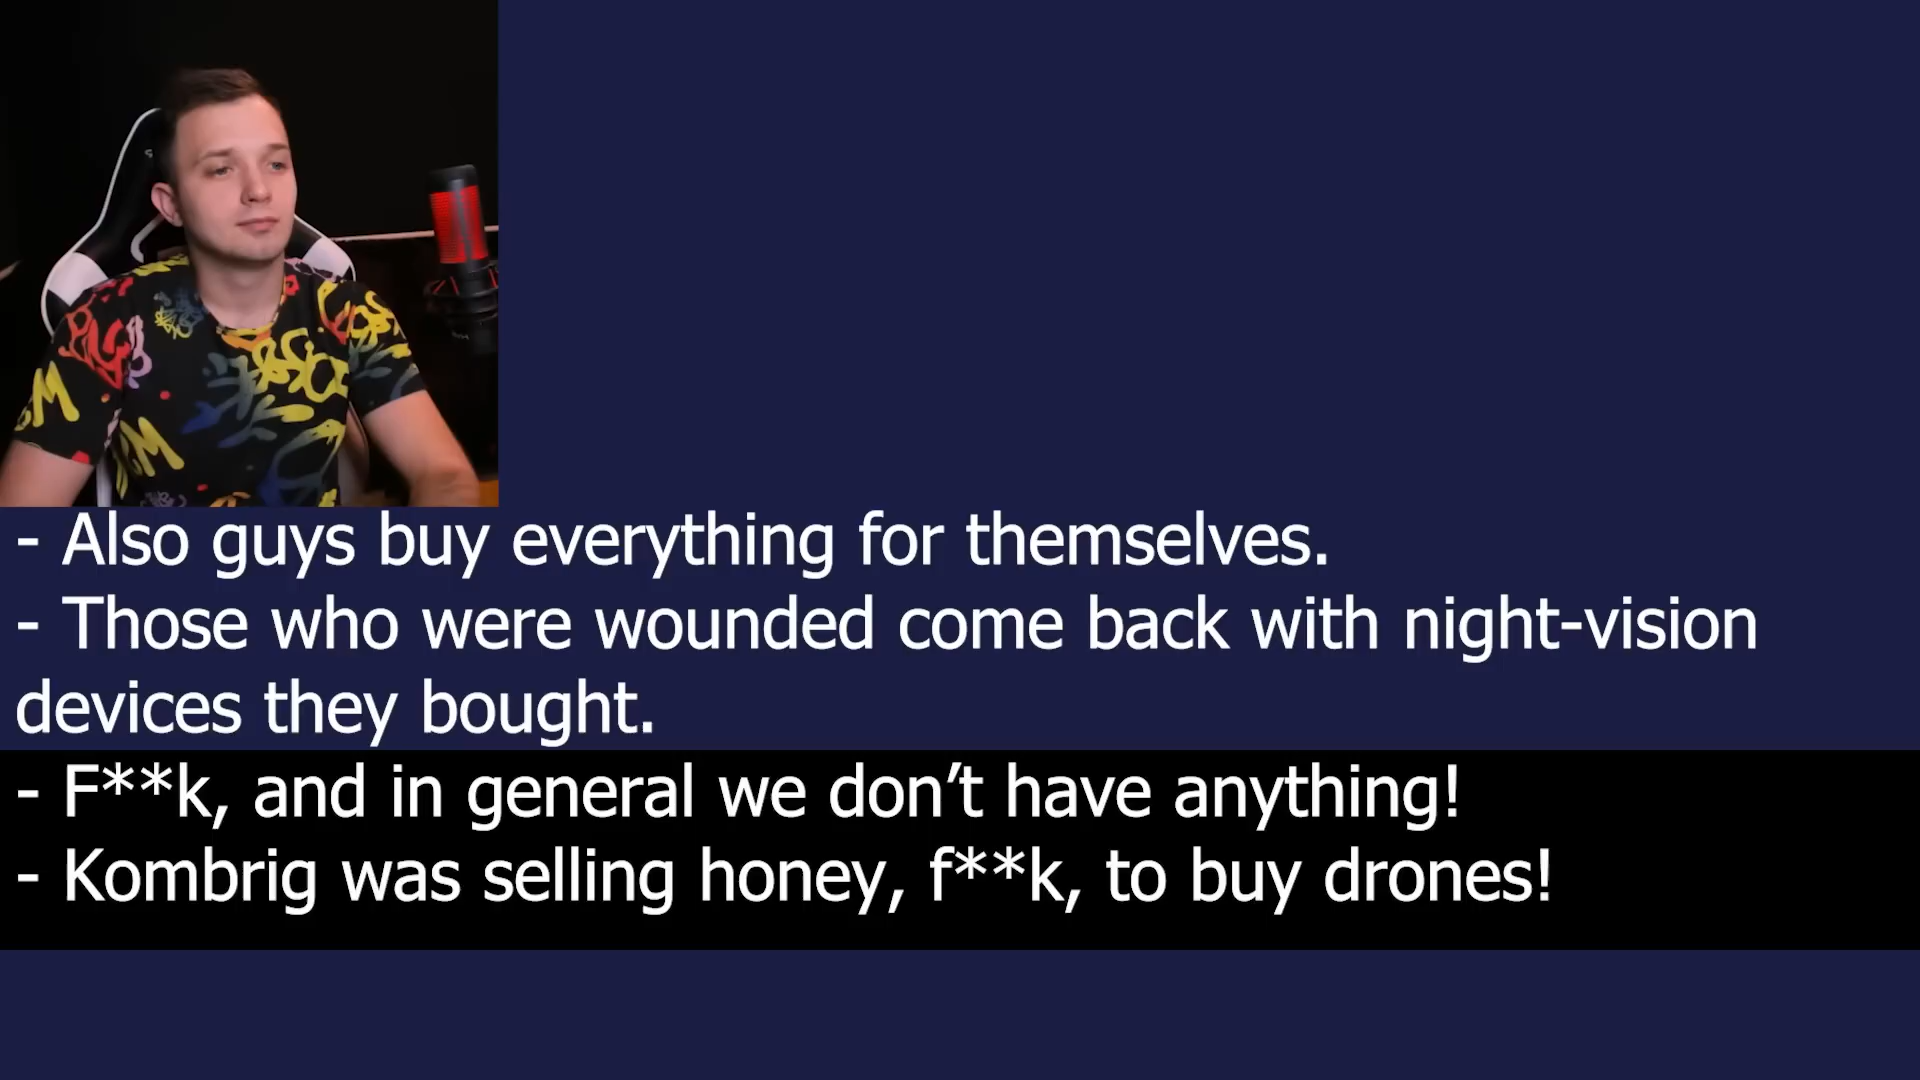 - Also guys buy everything for themselves.
- Those who were wounded come back with night-vision
devices they bought.
- F**k, and in general we don’t have anything!
- Kombrig was selling honey, f**k, to buy drones!